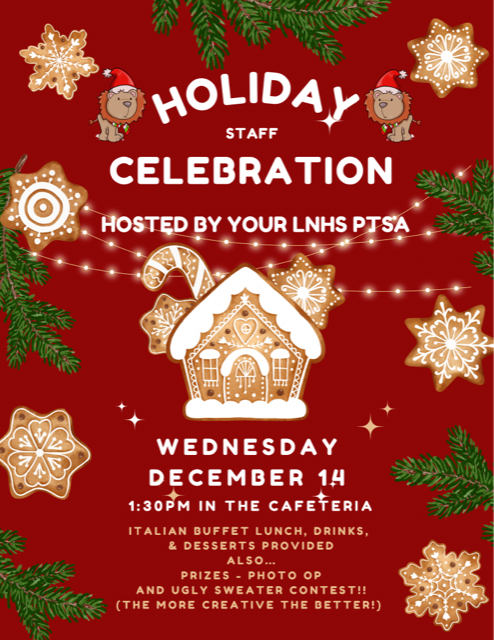 HOLIDAY
STAFF
CELEBRATION
HOSTED BY YOUR LNHS PTSA
WEDNESDAY
DECEMBER 14
1:30PM IN THE CAFETERIA
ITALIAN BUFFET LUNCH, DRINKS,
& DESSERTS PROVIDED
ALSO...
PRIZES - PHOTO OP
AND UGLY SWEATER CONTEST!!
(THE MORE CREATIVE THE BETTER!)